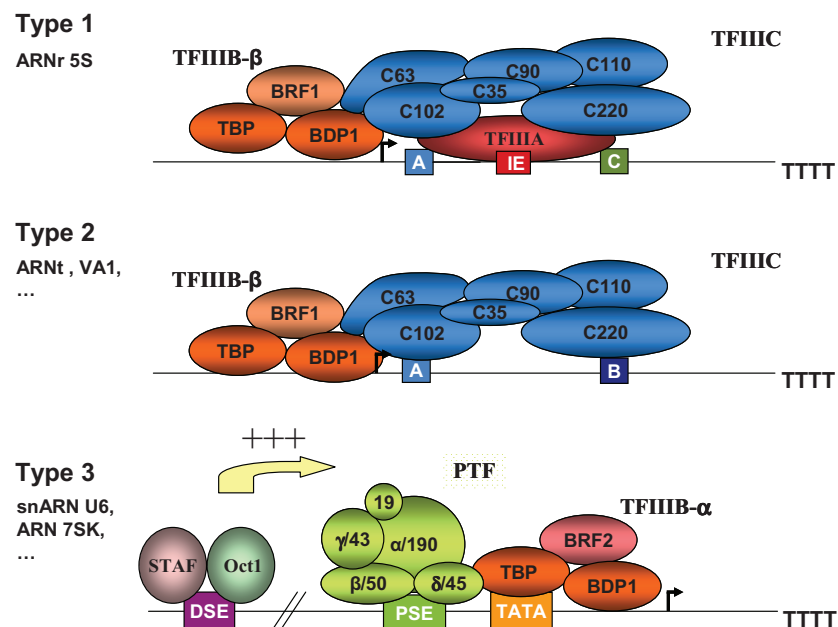 Type 1
ARNr 5S
TFIIIB-β
TFIIIC
C63
C90
C110
BRF1
C35
C102
C220
TBP
BDP1
TFIIIA
A
IE
C
TTTT
Type 2
ARNt , VA1,
...
TFIIIB-β
TFIIIC
C63
C90
C110
BRF1
C35
C102
C220
TBP
BDP1
A
B
TTTT
+++
Type 3
snARN U6,
ARN 7SK,
...
PTF
TFIIIB-α
19
γ/43
α/190
BRF2
STAF
Oct1
β/50
δ/45
TBP
BDP1
DSE
PSE
TATA
TTTT